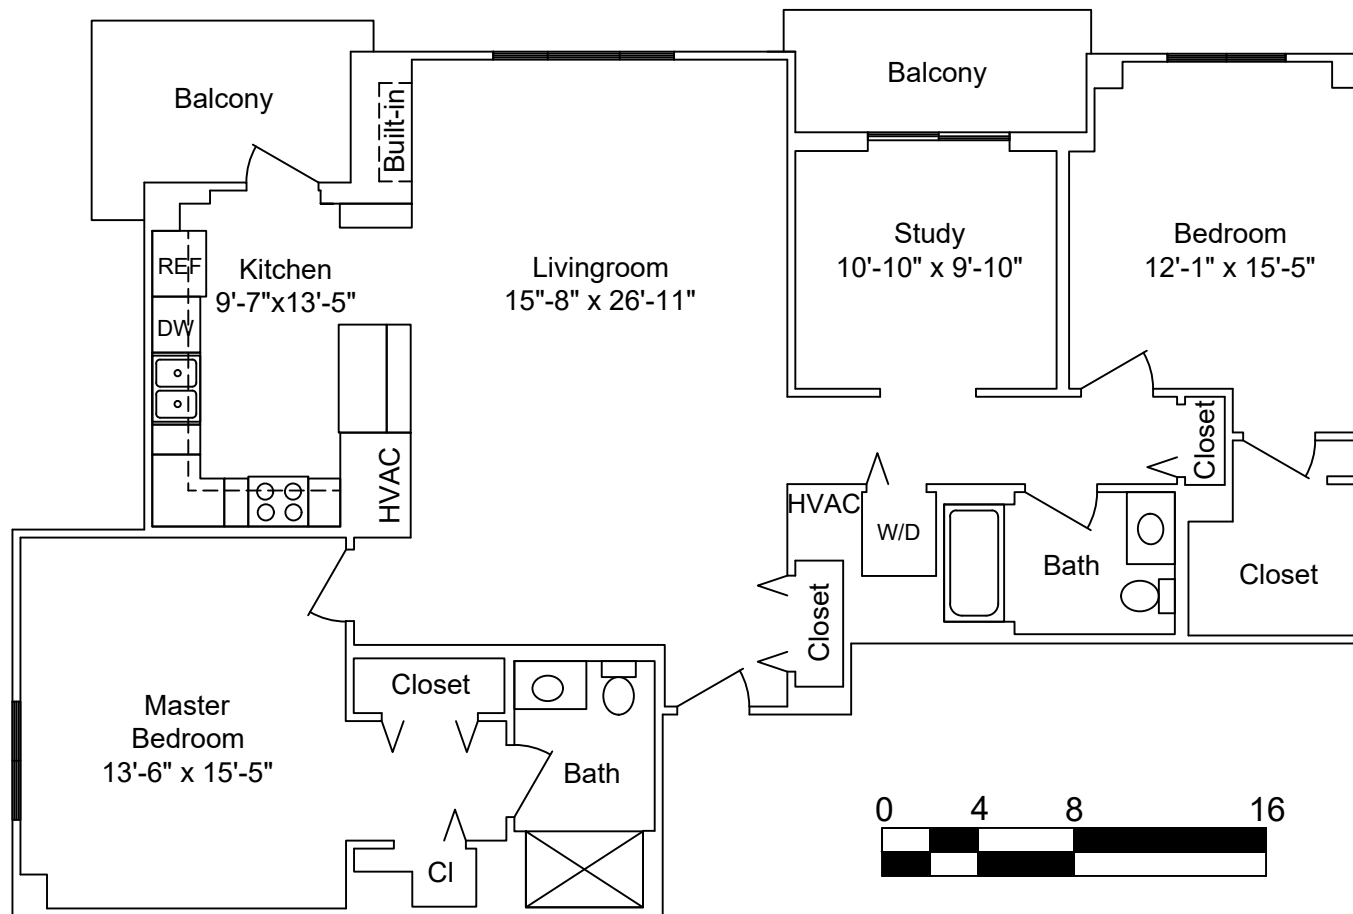 Balcony
Built-in
Balcony
REF
Kitchen
9'-7"x13'-5"
DW
HVAC
Livingroom
15"-8" x 26'-11"
Study
10'-10" x 9'-10"
Bedroom
12'-1" x 15'-5"
Closet
HVAC
W/D
Bath
Closet
Closet
Closet
Master
Bedroom
13'-6" x 15'-5"
Bath
Cl
0 4 8 16